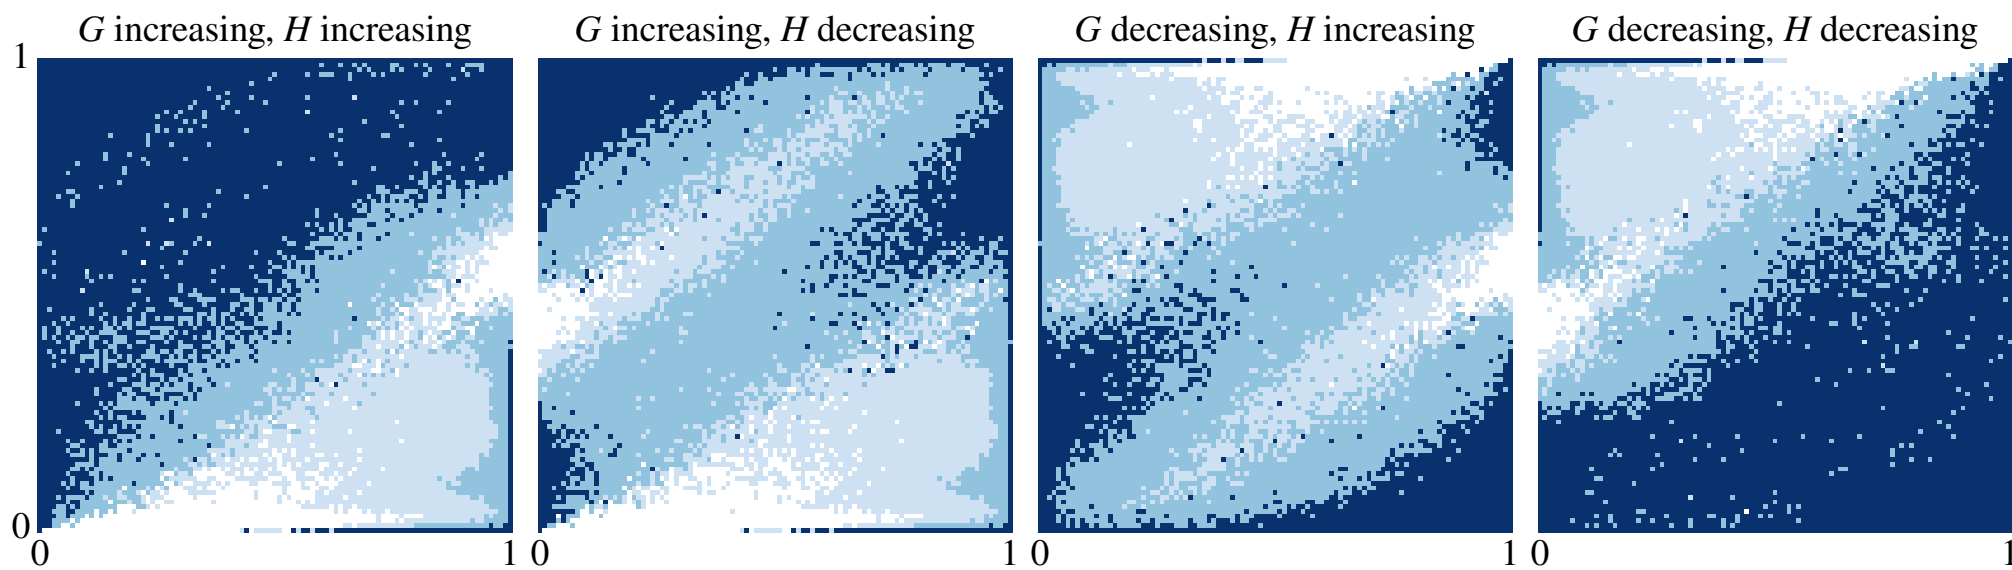 G increasing, H increasing
G increasing, H decreasing
G decreasing, H increasing
G decreasing, H decreasing
1
0
0 1 0 1 0 1 0 1